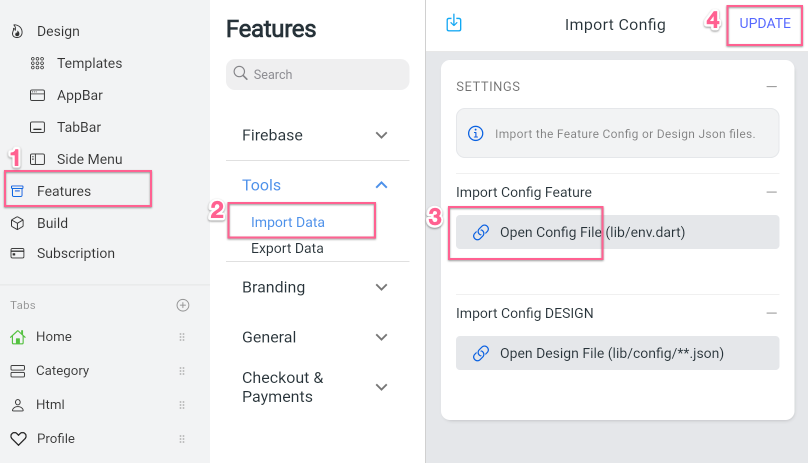 Design
Templates
AppBar
TabBar
1
Side Menu
Features
Build
Subscription
Tabs
Home
Category
Html
Profile
Features
Search
Firebase
Tools
2
Import Data
Export Data
Branding
General
Checkout &
Payments
Import Config
4
UPDATE
SETTINGS
Import the Feature Config or Design Json files.
Import Config Feature
3
Open Config File (lib/env.dart)
Import Config DESIGN
Open Design File (lib/config/**.json)